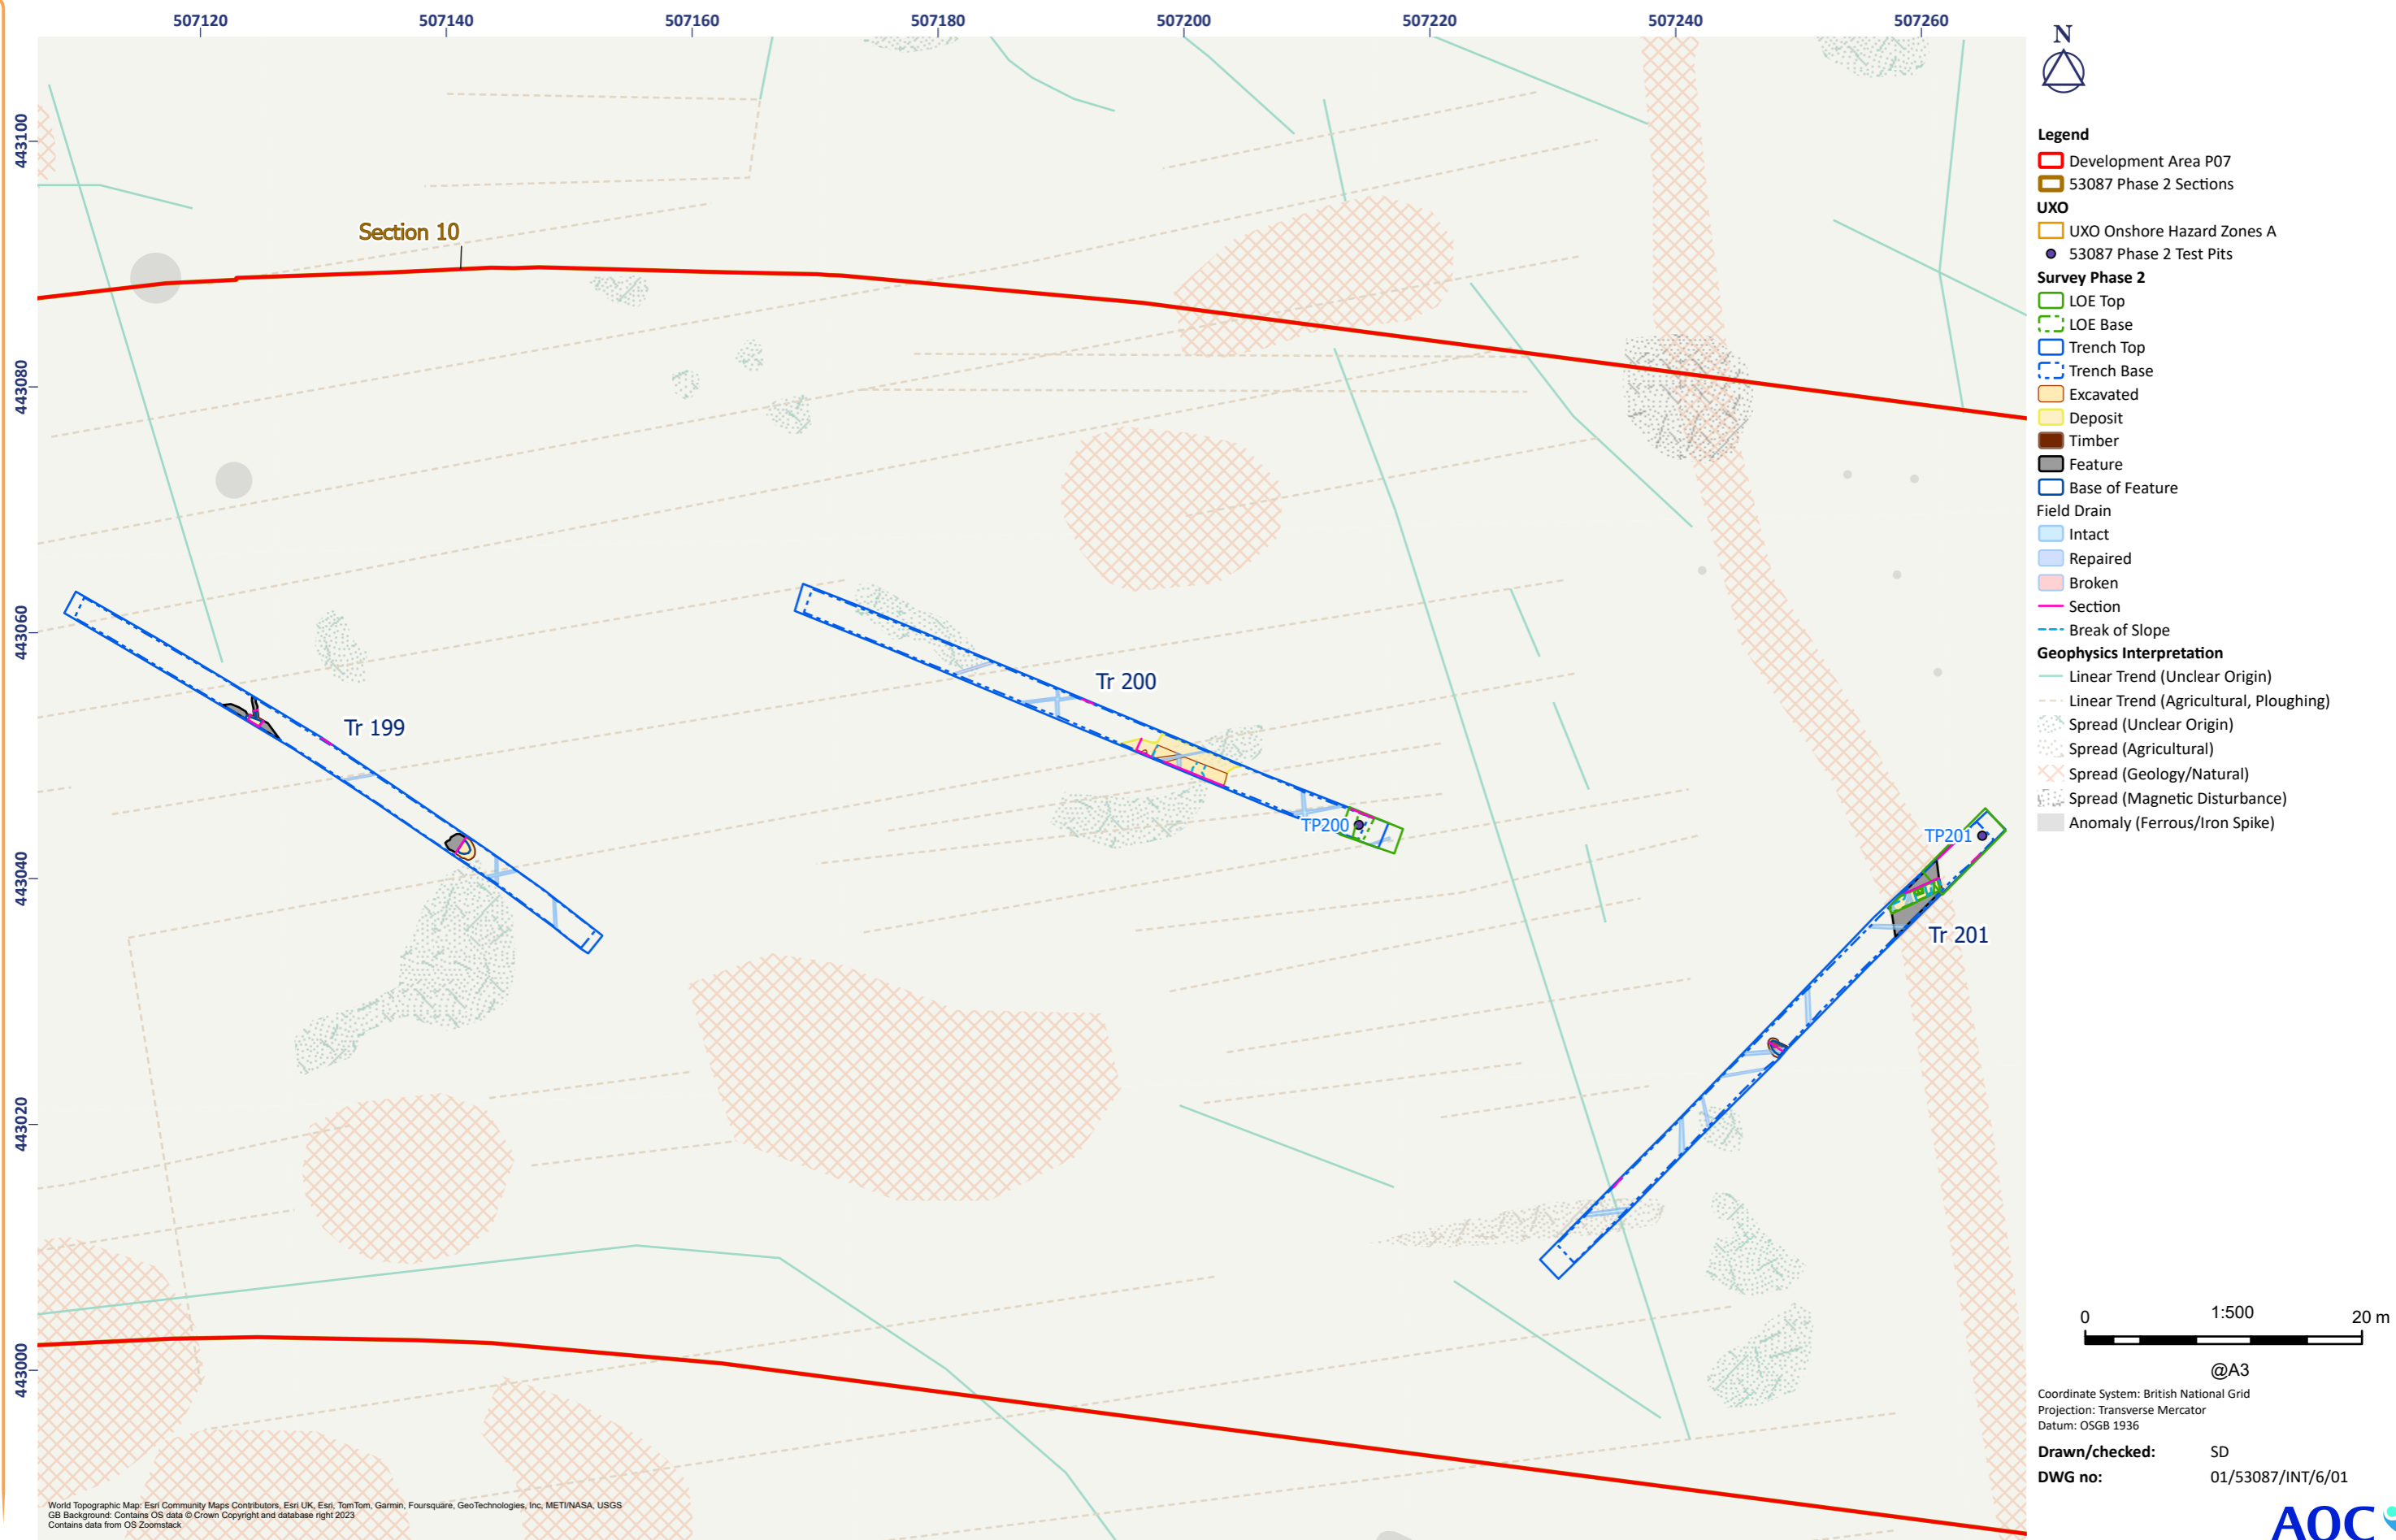 507120
507140
507160
507180
507200
507220
507240
507260
443100
443080
443060
443040
443020
443000
Section 10
Tr 199
Tr 200
TP200
TP201
Tr 201
N
Legend
Development Area P07
53087 Phase 2 Sections
UXO
UXO Onshore Hazard Zones A
53087 Phase 2 Test Pits
Survey Phase 2
LOE Top
LOE Base
Trench Top
Trench Base
Excavated
Deposit
Timber
Feature
Base of Feature
Field Drain
Intact
Repaired
Broken
Section
Break of Slope
Geophysics Interpretation
Linear Trend (Unclear Origin)
Linear Trend (Agricultural, Ploughing)
Spread (Unclear Origin)
Spread (Agricultural)
Spread (Geology/Natural)
Spread (Magnetic Disturbance)
Anomaly (Ferrous/Iron Spike)
0 1:500 20 m
@A3
Coordinate System: British National Grid
Projection: Transverse Mercator
Datum: OSGB 1936
Drawn/checked: SD
DWG no: 01/53087/INT/6/01
AOC
World Topographic Map: Esri Community Maps Contributors, Esri UK, Esri, TomTom, Garmin, Foursquare, GeoTechnologies, Inc, METI/NASA, USGS
GB Background: Contains OS data © Crown Copyright and database right 2023
Contains data from OS Zoomstack